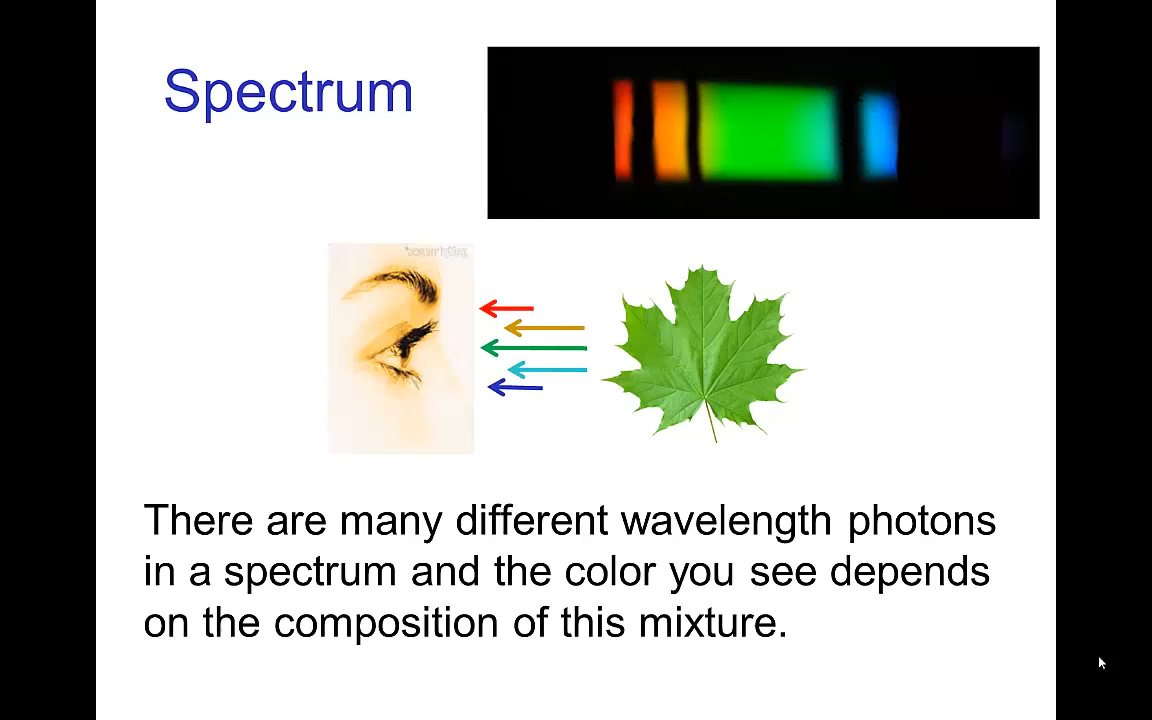 Spectrum
There are many different wavelength photons
in a spectrum and the color you see depends
on the composition of this mixture.